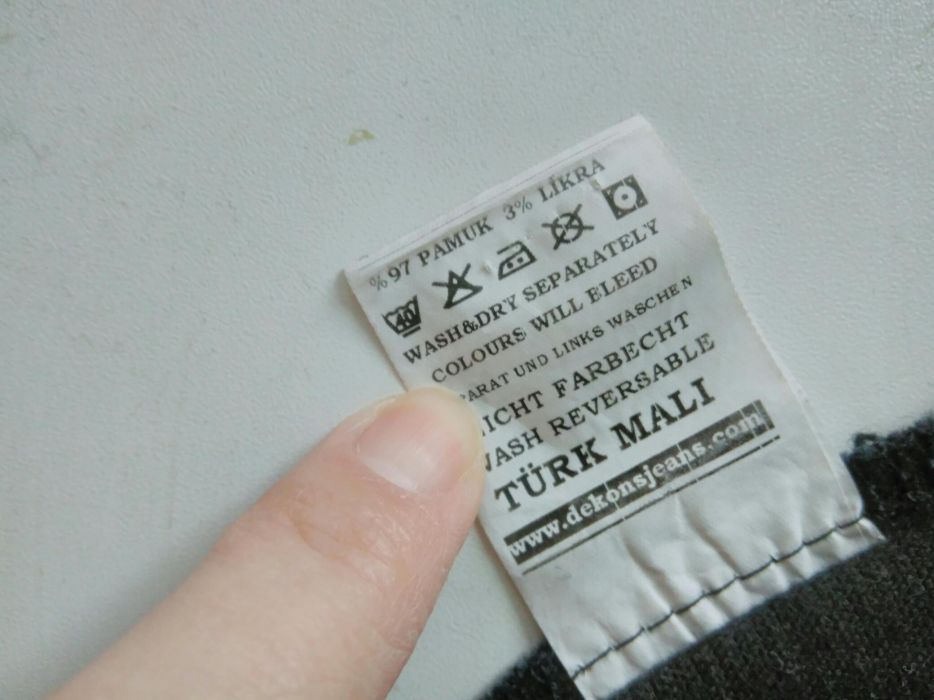 %97 PAMUK 3% LİKRA
40
WASH&DRY SEPARATELY
COLOURS WILL BLEED
PARAT UND LINKS WASCHEN
ICHT FARBECHT
WASH REVERSABLE
TÜRK MALI
www.dekonsjeans.com